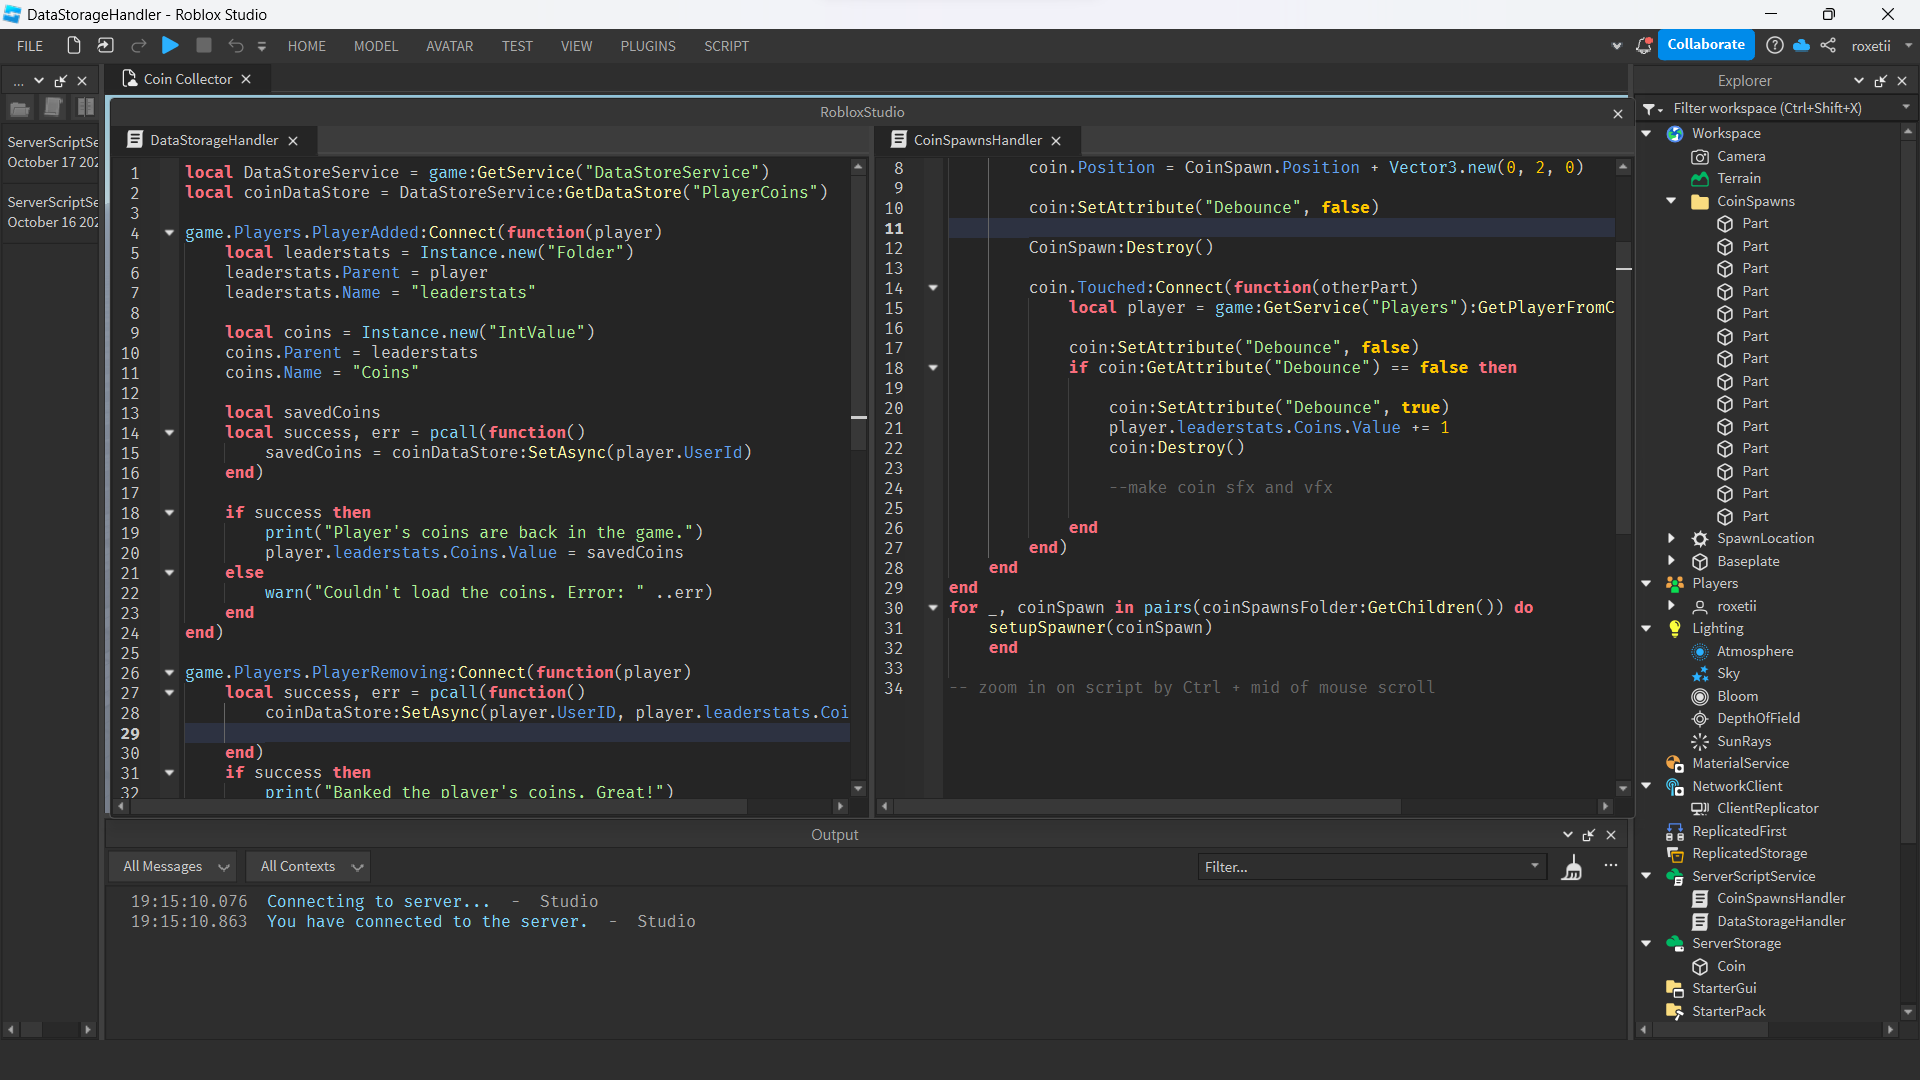 DataStorageHandler - Roblox Studio
FILE HOME MODEL AVATAR TEST VIEW PLUGINS SCRIPT Collaborate roxetii
...
ServerScriptSe
October 17 202
ServerScriptSe
October 16 202
Coin Collector
RobloxStudio
DataStorageHandler
1 local DataStoreService = game:GetService("DataStoreService")
2 local coinDataStore = DataStoreService:GetDataStore("PlayerCoins")
3
4 game.Players.PlayerAdded:Connect(function(player)
5 local leaderstats = Instance.new("Folder")
6 leaderstats.Parent = player
7 leaderstats.Name = "leaderstats"
8
9 local coins = Instance.new("IntValue")
10 coins.Parent = leaderstats
11 coins.Name = "Coins"
12
13 local savedCoins
14 local success, err = pcall(function()
15 savedCoins = coinDataStore:SetAsync(player.UserId)
16 end)
17
18 if success then
19 print("Player's coins are back in the game.")
20 player.leaderstats.Coins.Value = savedCoins
21 else
22 warn("Couldn't load the coins. Error: " ..err)
23 end
24 end)
25
26 game.Players.PlayerRemoving:Connect(function(player)
27 local success, err = pcall(function()
28 coinDataStore:SetAsync(player.UserID, player.leaderstats.Coi
29
30 end)
31 if success then
32 print("Banked the player's coins. Great!")
CoinSpawnsHandler
8 coin.Position = CoinSpawn.Position + Vector3.new(0, 2, 0)
9
10 coin:SetAttribute("Debounce", false)
11
12 CoinSpawn:Destroy()
13
14 coin.Touched:Connect(function(otherPart)
15 local player = game:GetService("Players"):GetPlayerFromC
16
17 coin:SetAttribute("Debounce", false)
18 if coin:GetAttribute("Debounce") == false then
19
20 coin:SetAttribute("Debounce", true)
21 player.leaderstats.Coins.Value += 1
22 coin:Destroy()
23
24 --make coin sfx and vfx
25
26 end
27 end)
28 end
29 end
30 for _, coinSpawn in pairs(coinSpawnsFolder:GetChildren()) do
31 setupSpawner(coinSpawn)
32 end
33
34 -- zoom in on script by Ctrl + mid of mouse scroll
Output
All Messages All Contexts Filter... ...
19:15:10.076 Connecting to server... - Studio
19:15:10.863 You have connected to the server. - Studio
Explorer
Filter workspace (Ctrl+Shift+X)
Workspace
Camera
Terrain
CoinSpawns
Part
Part
Part
Part
Part
Part
Part
Part
Part
Part
Part
Part
Part
Part
SpawnLocation
Baseplate
Players
roxetii
Lighting
Atmosphere
Sky
Bloom
DepthOfField
SunRays
MaterialService
NetworkClient
ClientReplicator
ReplicatedFirst
ReplicatedStorage
ServerScriptService
CoinSpawnsHandler
DataStorageHandler
ServerStorage
Coin
StarterGui
StarterPack